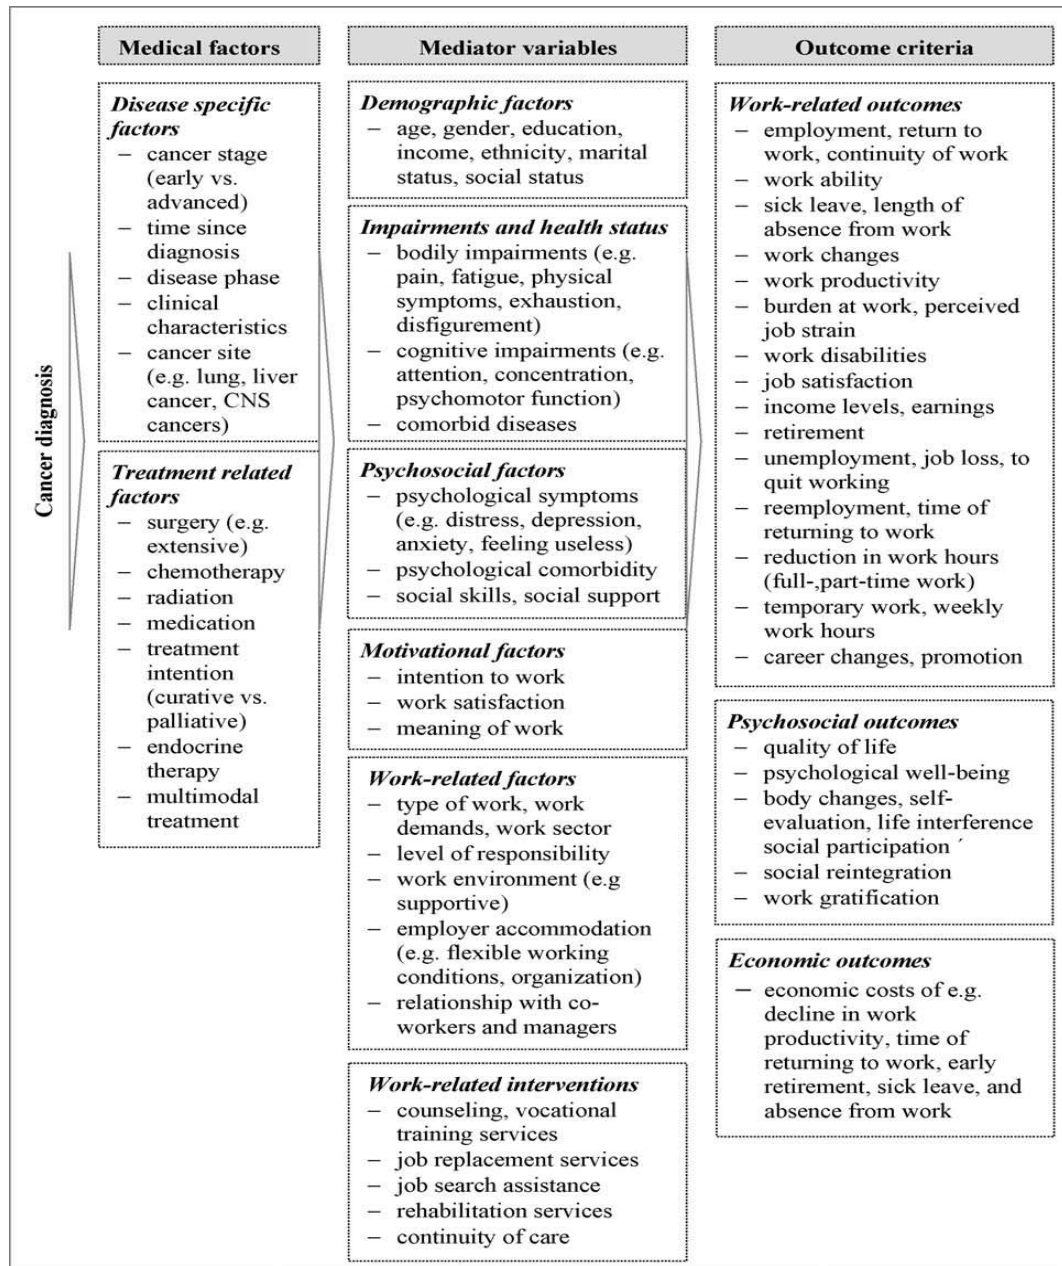 Cancer diagnosis
Medical factors
Disease specific
factors
– cancer stage
(early vs.
advanced)
– time since
diagnosis
– disease phase
– clinical
characteristics
– cancer site
(e.g. lung, liver
cancer, CNS
cancers)
Treatment related
factors
– surgery (e.g.
extensive)
– chemotherapy
– radiation
– medication
– treatment
intention
(curative vs.
palliative)
– endocrine
therapy
– multimodal
treatment
Mediator variables
Demographic factors
– age, gender, education,
income, ethnicity, marital
status, social status
Impairments and health status
– bodily impairments (e.g.
pain, fatigue, physical
symptoms, exhaustion,
disfigurement)
– cognitive impairments (e.g.
attention, concentration,
psychomotor function)
– comorbid diseases
Psychosocial factors
– psychological symptoms
(e.g. distress, depression,
anxiety, feeling useless)
– psychological comorbidity
– social skills, social support
Motivational factors
– intention to work
– work satisfaction
– meaning of work
Work-related factors
– type of work, work
demands, work sector
– level of responsibility
– work environment (e.g
supportive)
– employer accommodation
(e.g. flexible working
conditions, organization)
– relationship with co-
workers and managers
Work-related interventions
– counseling, vocational
training services
– job replacement services
– job search assistance
– rehabilitation services
– continuity of care
Outcome criteria
Work-related outcomes
– employment, return to
work, continuity of work
– work ability
– sick leave, length of
absence from work
– work changes
– work productivity
– burden at work, perceived
job strain
– work disabilities
– job satisfaction
– income levels, earnings
– retirement
– unemployment, job loss, to
quit working
– reemployment, time of
returning to work
– reduction in work hours
(full-,part-time work)
– temporary work, weekly
work hours
– career changes, promotion
Psychosocial outcomes
– quality of life
– psychological well-being
– body changes, self-
evaluation, life interference
social participation ´
– social reintegration
– work gratification
Economic outcomes
– economic costs of e.g.
decline in work
productivity, time of
returning to work, early
retirement, sick leave, and
absence from work